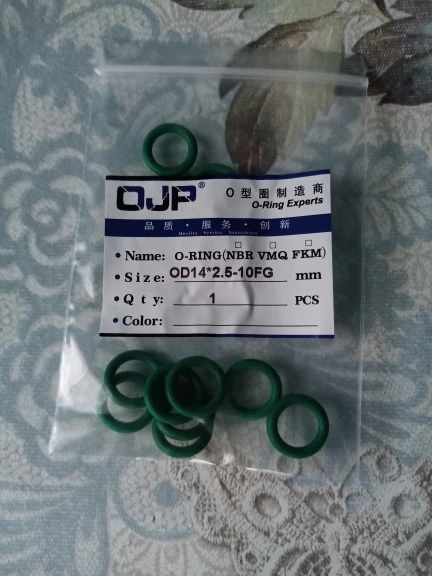 OJP® O型圈制造商
O-Ring Experts
品质·服务·创新
Quality Service Innovation
• Name: O-RING(□NBR □VMQ □FKM)
• Size: OD14*2.5-10FG mm
• Qty: 1 PCS
• Color: